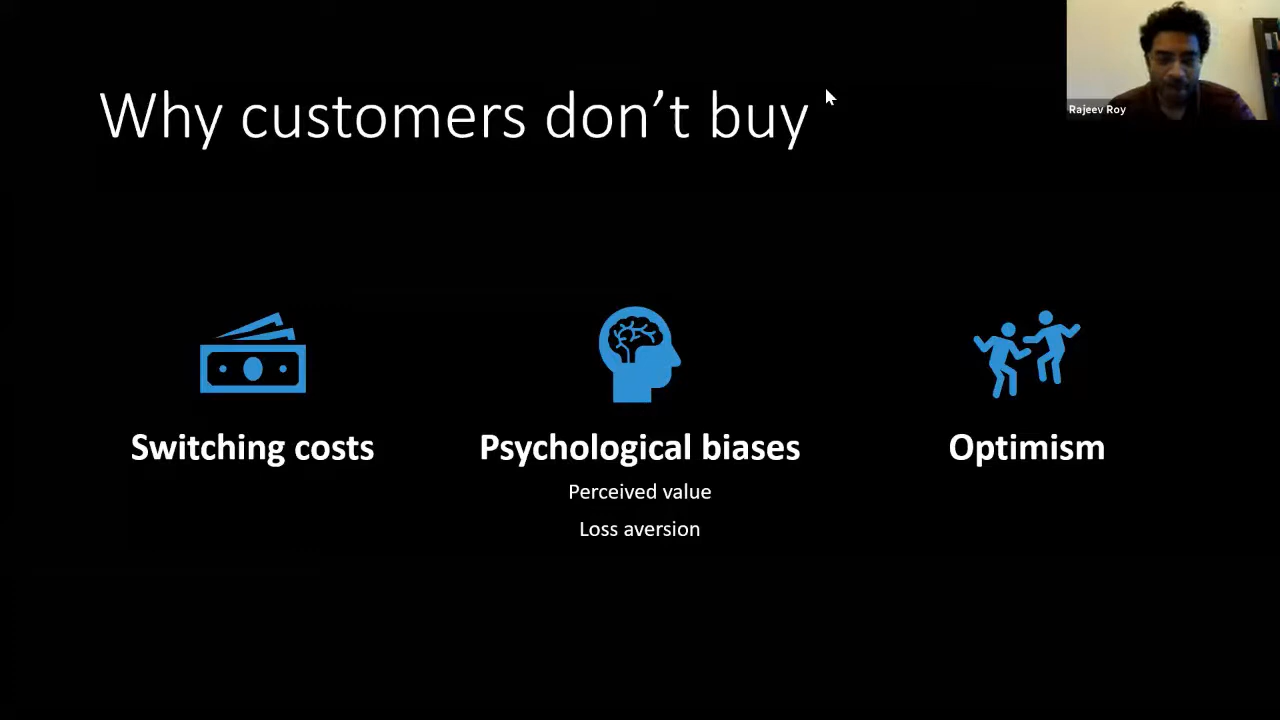 Why customers don't buy
Rajeev Roy
Switching costs
Psychological biases
Perceived value
Loss aversion
Optimism